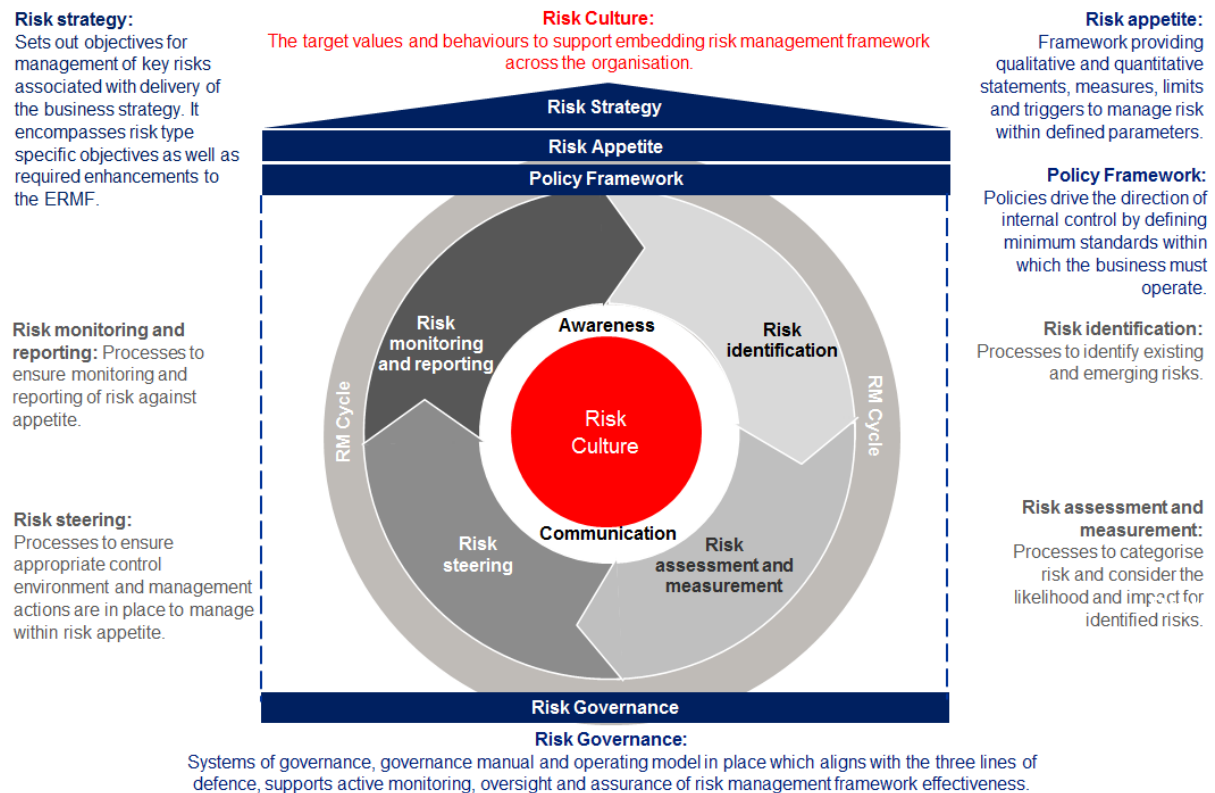 Risk strategy:
Sets out objectives for
management of key risks
associated with delivery of
the business strategy. It
encompasses risk type
specific objectives as well as
required enhancements to
the ERMF.
Risk Culture:
The target values and behaviours to support embedding risk management framework
across the organisation.
Risk appetite:
Framework providing
qualitative and quantitative
statements, measures, limits
and triggers to manage risk
within defined parameters.
Risk Strategy
Risk Appetite
Policy Framework
Policy Framework:
Policies drive the direction of
internal control by defining
minimum standards within
which the business must
operate.
Risk monitoring and
reporting: Processes to
ensure monitoring and
reporting of risk against
appetite.
Risk steering:
Processes to ensure
appropriate control
environment and management
actions are in place to manage
within risk appetite.
RM Cycle
Risk
monitoring
and reporting
Awareness
Risk
identification
Risk
Culture
RM Cycle
Risk
steering
Communication
Risk
assessment and
measurement
Risk identification:
Processes to identify existing
and emerging risks.
Risk assessment and
measurement:
Processes to categorise
risk and consider the
likelihood and impact for
identified risks.
Risk Governance
Risk Governance:
Systems of governance, governance manual and operating model in place which aligns with the three lines of
defence, supports active monitoring, oversight and assurance of risk management framework effectiveness.